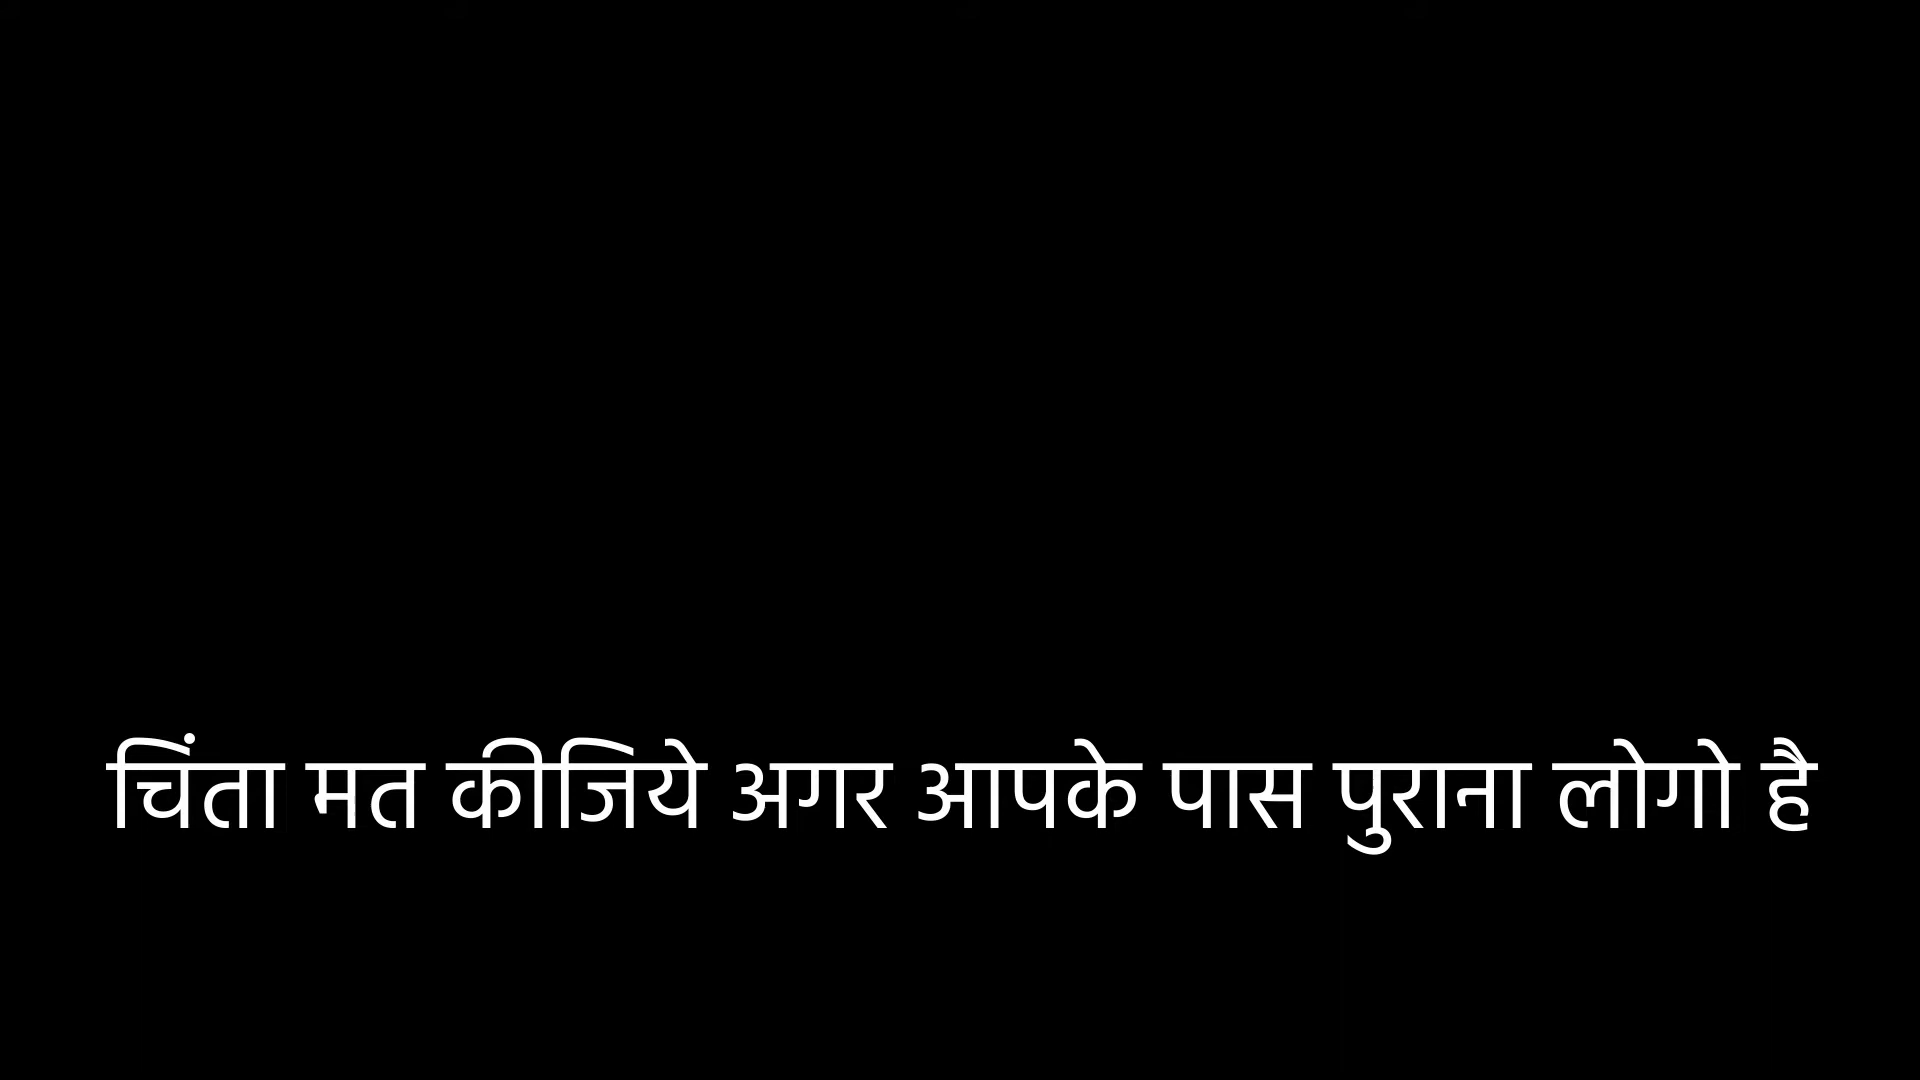 चिंता मत कीजिये अगर आपके पास पुराना लोगो है